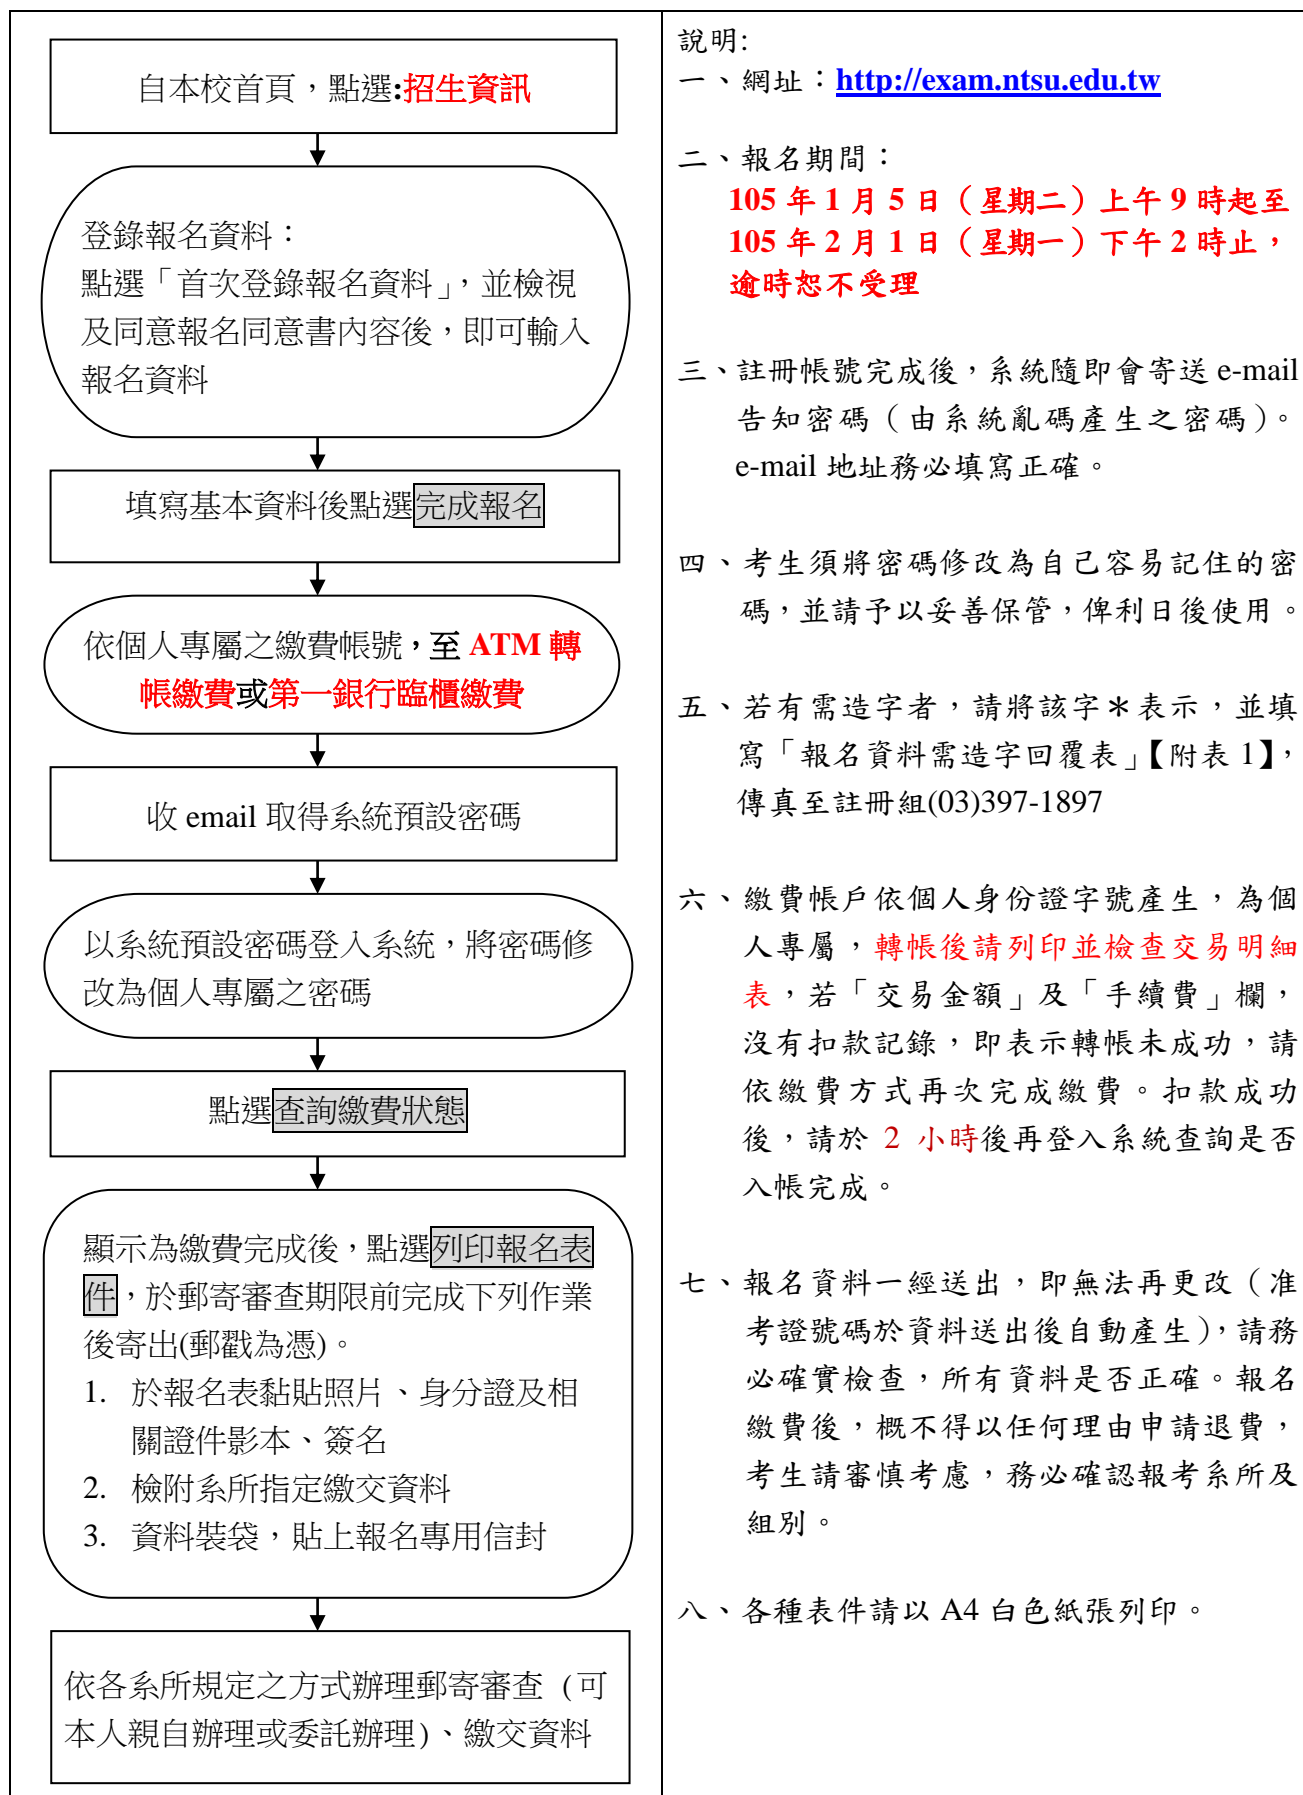 自本校首頁，點選:招生資訊
登錄報名資料：
點選「首次登錄報名資料」，並檢視
及同意報名同意書內容後，即可輸入
報名資料
填寫基本資料後點選完成報名
依個人專屬之繳費帳號，至 ATM 轉
帳繳費或第一銀行臨櫃繳費
收 email 取得系統預設密碼
以系統預設密碼登入系統，將密碼修
改為個人專屬之密碼
點選查詢繳費狀態
顯示為繳費完成後，點選列印報名表
件，於郵寄審查期限前完成下列作業
後寄出(郵戳為憑)。
1. 於報名表黏貼照片、身分證及相
關證件影本、簽名
2. 檢附系所指定繳交資料
3. 資料裝袋，貼上報名專用信封
依各系所規定之方式辦理郵寄審查（可
本人親自辦理或委託辦理）、繳交資料
說明:
一、網址：http://exam.ntsu.edu.tw
二、報名期間：
105 年 1 月 5 日（星期二）上午 9 時起至
105 年 2 月 1 日（星期一）下午 2 時止，
逾時恕不受理
三、註冊帳號完成後，系統隨即會寄送 e-mail
告知密碼（由系統亂碼產生之密碼）。
e-mail 地址務必填寫正確。
四、考生須將密碼修改為自己容易記住的密
碼，並請予以妥善保管，俾利日後使用。
五、若有需造字者，請將該字＊表示，並填
寫「報名資料需造字回覆表」【附表 1】，
傳真至註冊組(03)397-1897
六、繳費帳戶依個人身份證字號產生，為個
人專屬，轉帳後請列印並檢查交易明細
表，若「交易金額」及「手續費」欄，
沒有扣款記錄，即表示轉帳未成功，請
依繳費方式再次完成繳費。扣款成功
後，請於 2 小時後再登入系統查詢是否
入帳完成。
七、報名資料一經送出，即無法再更改（准
考證號碼於資料送出後自動產生），請務
必確實檢查，所有資料是否正確。報名
繳費後，概不得以任何理由申請退費，
考生請審慎考慮，務必確認報考系所及
組別。
八、各種表件請以 A4 白色紙張列印。